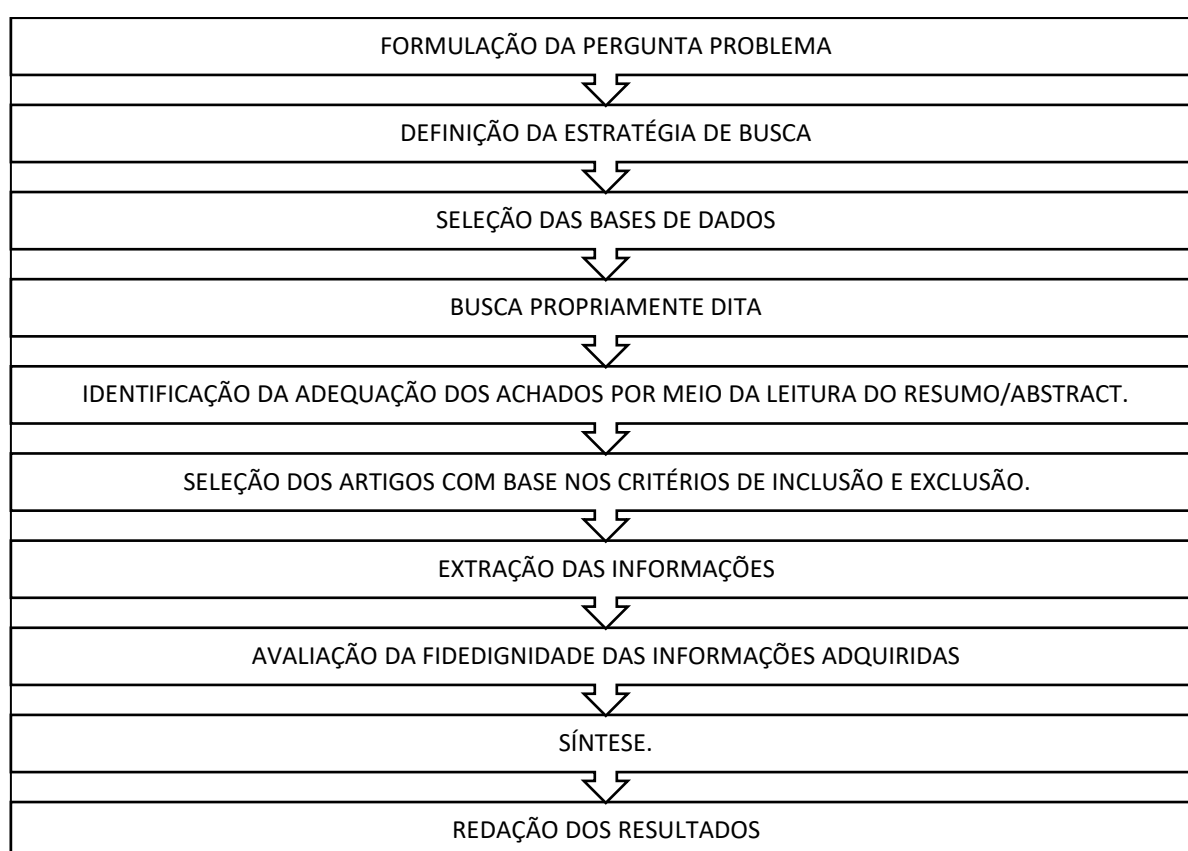 FORMULAÇÃO DA PERGUNTA PROBLEMA
DEFINIÇÃO DA ESTRATÉGIA DE BUSCA
SELEÇÃO DAS BASES DE DADOS
BUSCA PROPRIAMENTE DITA
IDENTIFICAÇÃO DA ADEQUAÇÃO DOS ACHADOS POR MEIO DA LEITURA DO RESUMO/ABSTRACT.
SELEÇÃO DOS ARTIGOS COM BASE NOS CRITÉRIOS DE INCLUSÃO E EXCLUSÃO.
EXTRAÇÃO DAS INFORMAÇÕES
AVALIAÇÃO DA FIDEDIGNIDADE DAS INFORMAÇÕES ADQUIRIDAS
SÍNTESE.
REDAÇÃO DOS RESULTADOS